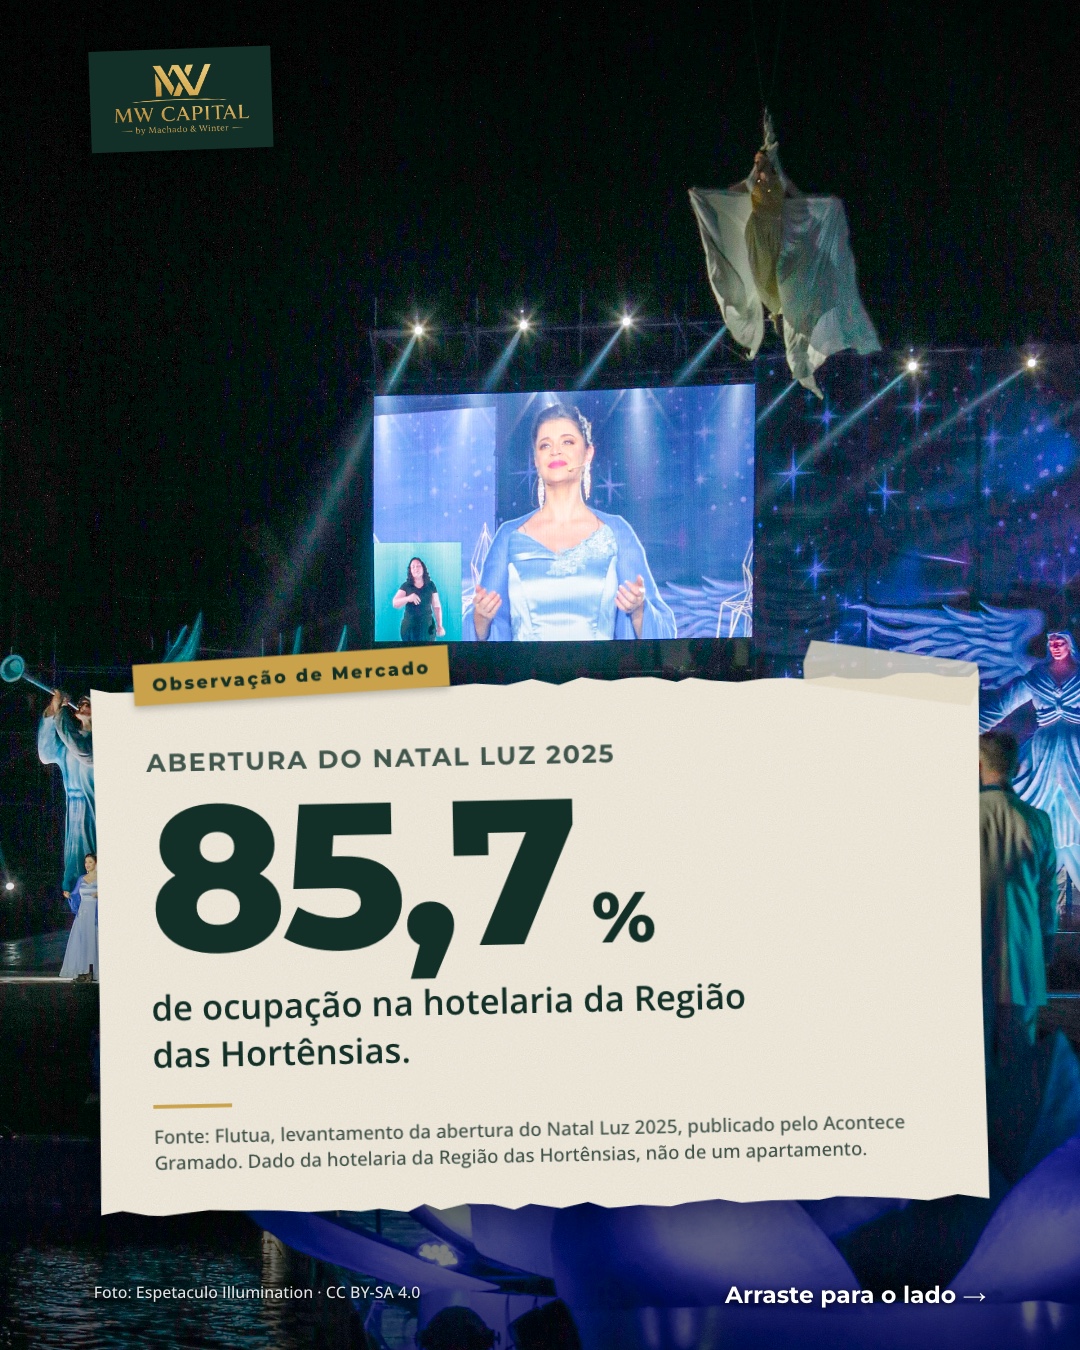 MW CAPITAL
by Machado & Winter
Observação de Mercado
ABERTURA DO NATAL LUZ 2025
85,7 %
de ocupação na hotelaria da Região
das Hortênsias.
Fonte: Flutua, levantamento da abertura do Natal Luz 2025, publicado pelo Acontece
Gramado. Dado da hotelaria da Região das Hortênsias, não de um apartamento.
Foto: Espetaculo Illumination · CC BY-SA 4.0
Arraste para o lado →